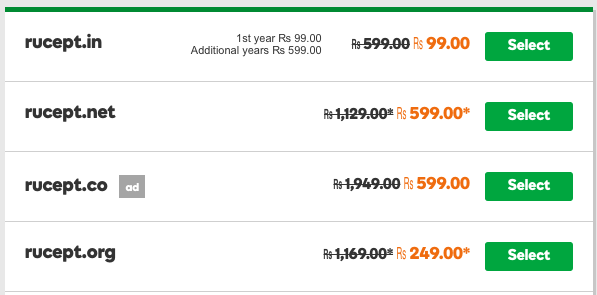 rucept.in
1st year Rs 99.00
Additional years Rs 599.00
Rs 599.00 Rs 99.00
Select
rucept.net
Rs 1,129.00* Rs 599.00*
Select
rucept.co ad
Rs 1,949.00 Rs 599.00
Select
rucept.org
Rs 1,169.00* Rs 249.00*
Select